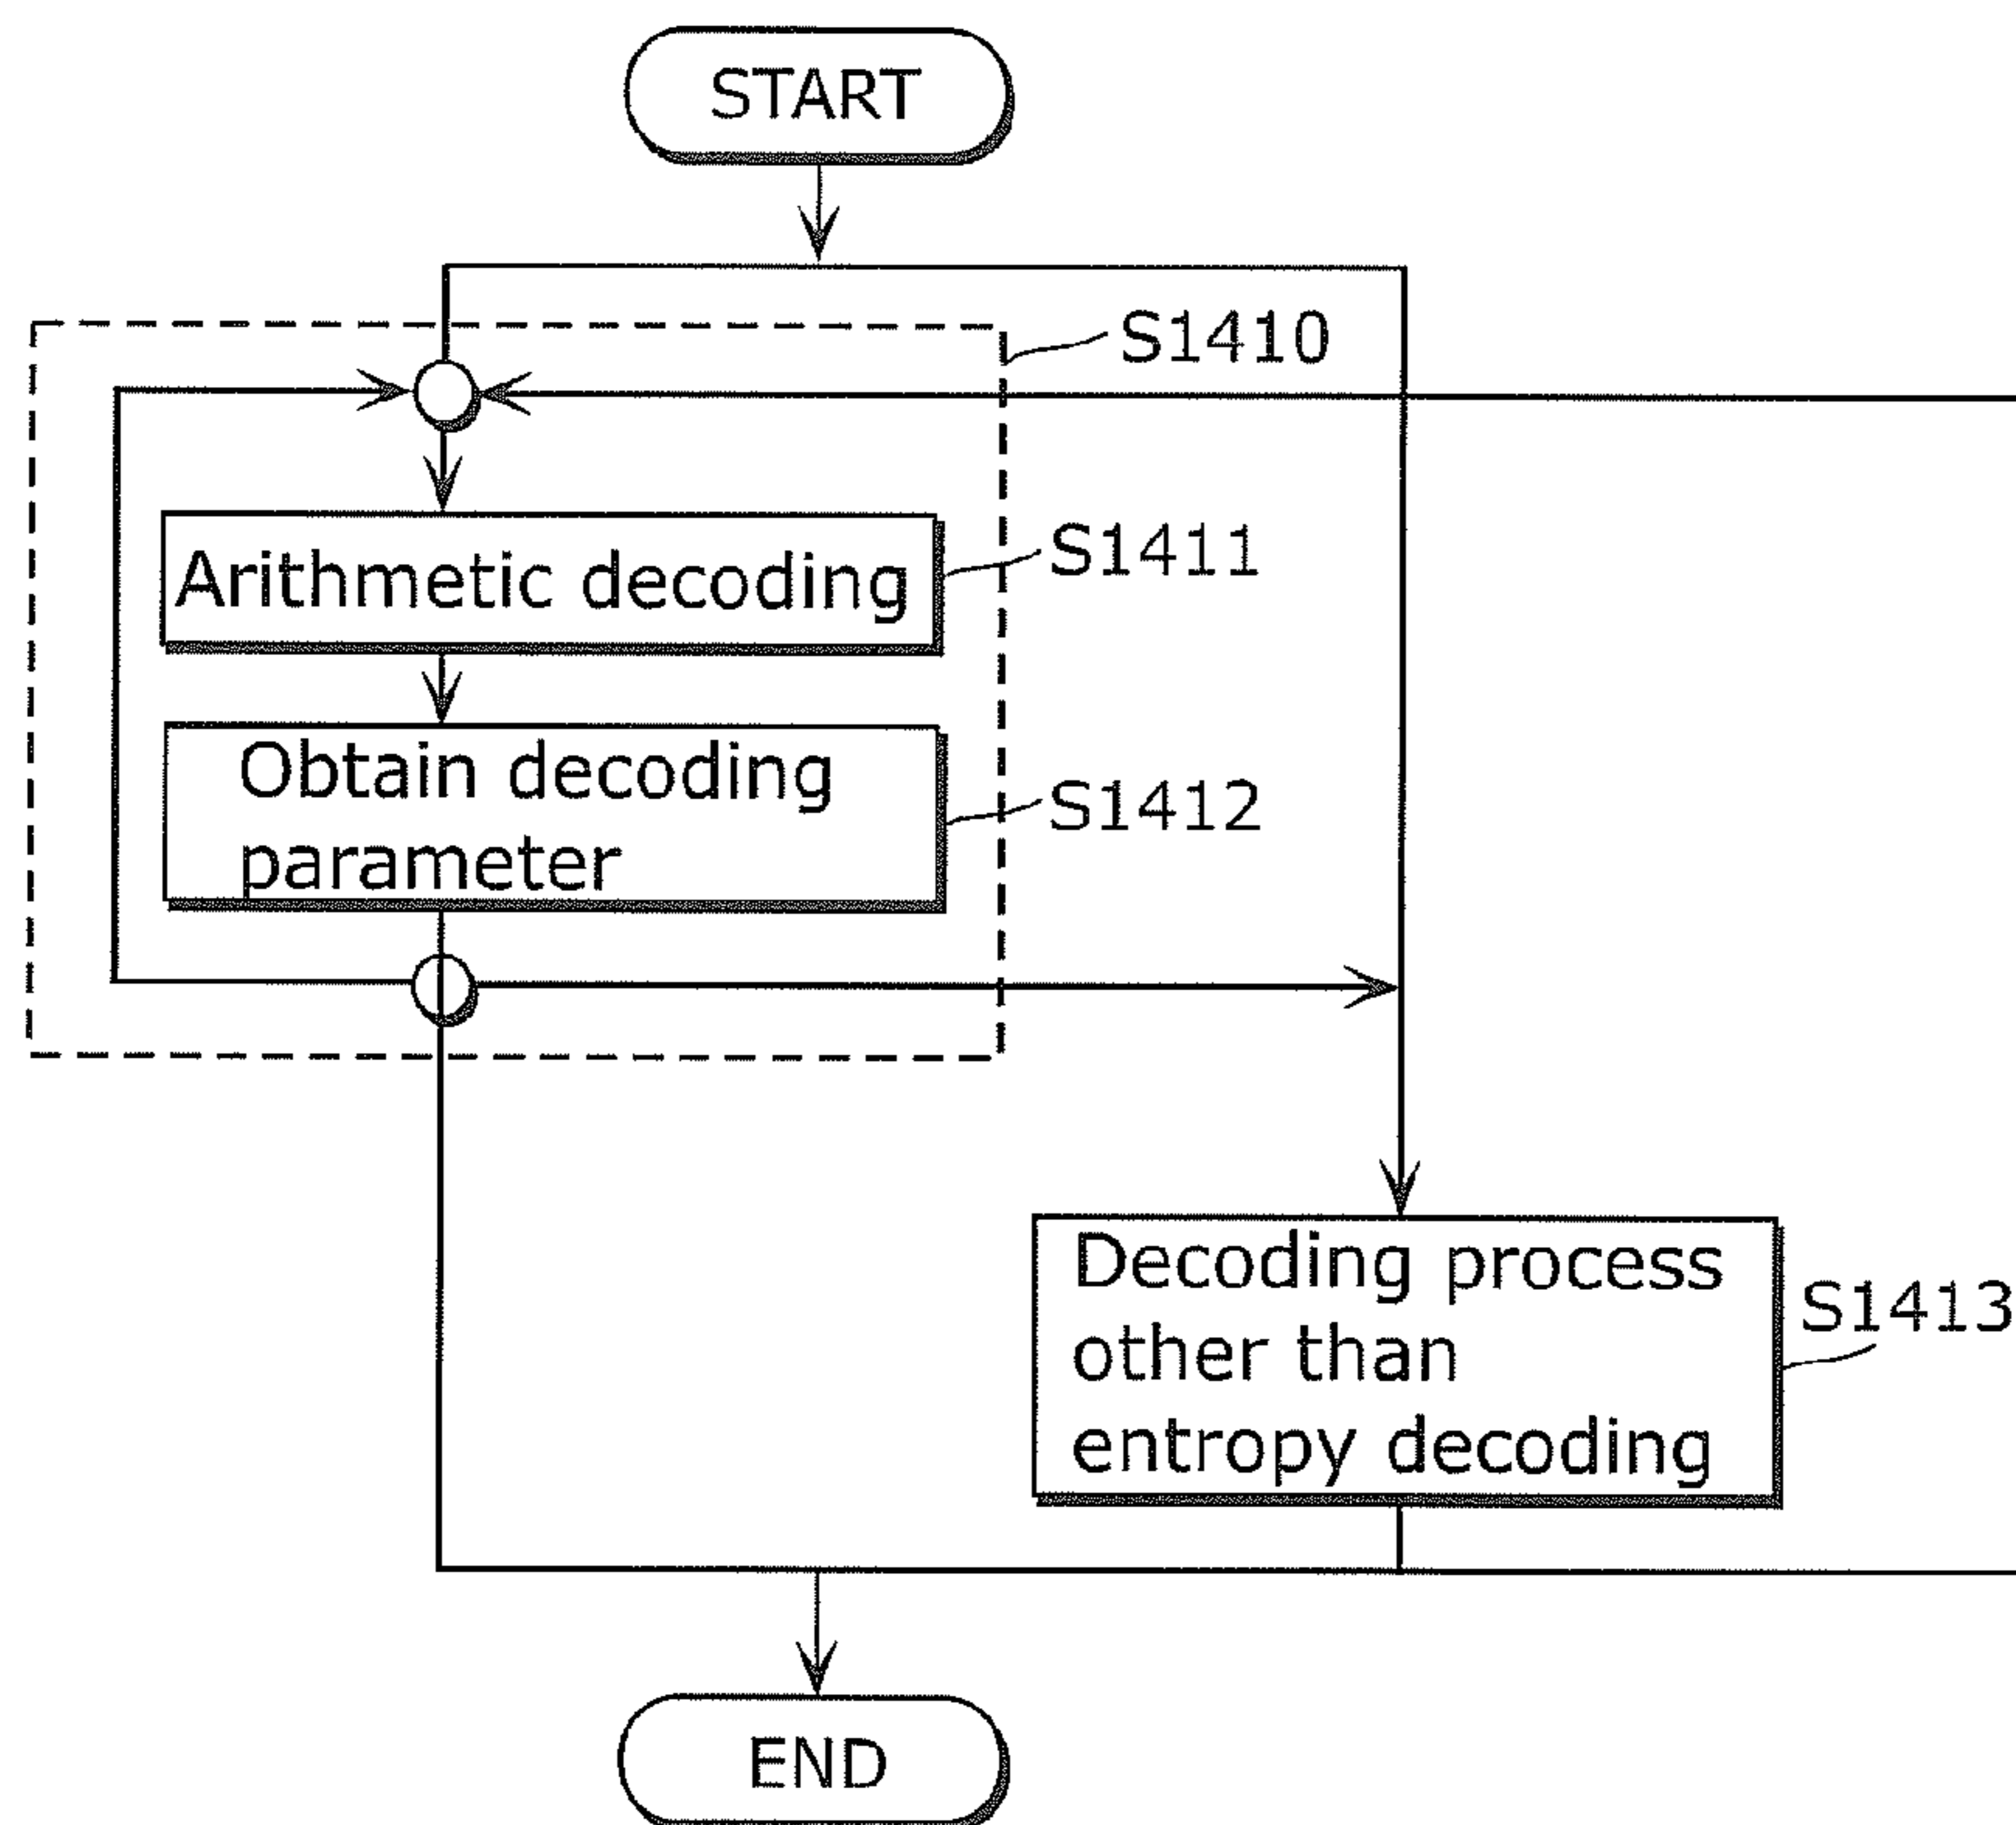 START
S1410
Arithmetic decoding
S1411
Obtain decoding
parameter
S1412
Decoding process
other than
entropy decoding
S1413
END